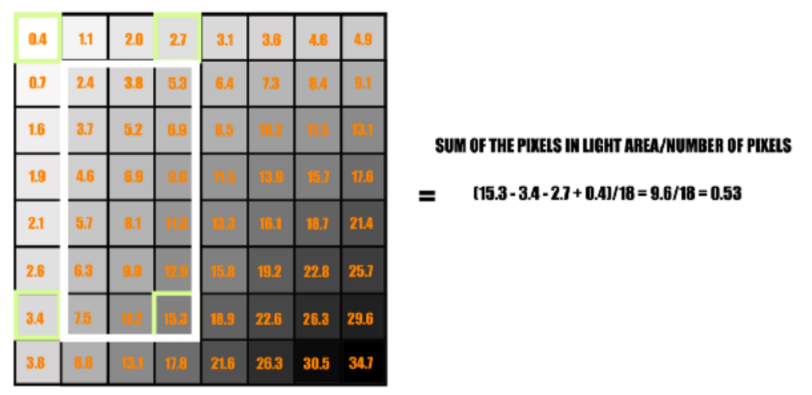 0.4 1.1 2.0 2.7 3.1 3.6 4.6 4.9
0.7 2.4 3.8 5.3 6.4 7.3 8.4 9.1
1.6 3.7 5.2 6.9 8.5 10.2 11.5 13.1
SUM OF THE PIXELS IN LIGHT AREA/NUMBER OF PIXELS
1.9 4.6 6.9 11.5 13.9 15.7 17.6
= (15.3 - 3.4 - 2.7 + 0.4)/18 = 9.6/18 = 0.53
2.1 5.7 8.1 13.3 16.1 18.7 21.4
2.6 6.3 9.0 12.9 15.8 19.2 22.8 25.7
3.4 7.5 15.3 18.9 22.6 26.3 29.6
3.8 8.8 13.1 17.8 21.6 26.3 30.5 34.7